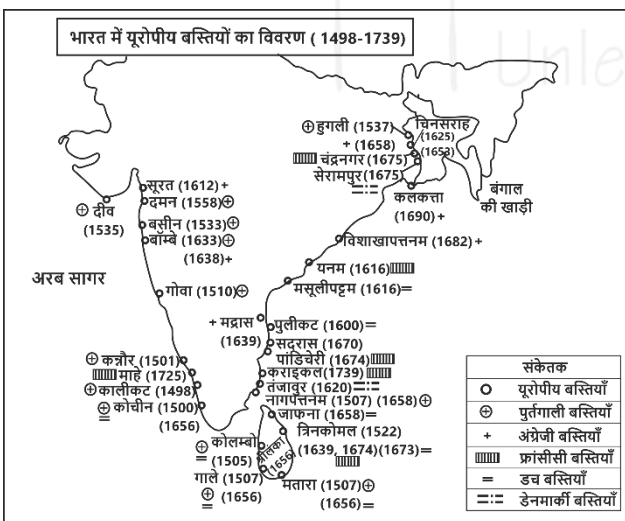 भारत में यूरोपीय बस्तियों का विवरण ( 1498-1739)
Unle
हुगली (1537)
+ (1658)
चिनसराह
(1625)
(1653)
चंद्रनगर (1675)
सेरामपुर (1675)
कलकत्ता
(1690) +
बंगाल
की खाड़ी
सूरत (1612) +
दमन (1558)
दीव
(1535)
बसीन (1533)
बॉम्बे (1633)
(1638) +
विशाखापत्तनम (1682) +
यनम (1616)
मसूलीपट्टम (1616) =
अरब सागर
गोवा (1510)
+ मद्रास
(1639)
पुलीकट (1600) =
सद्रास (1670)
पांडिचेरी (1674)
कराइकल (1739)
तंजावुर (1620)
नागपत्तनम (1507) (1658)
जाफना (1658) =
कन्नौर (1501)
माहे (1725)
कालीकट (1498)
कोचीन (1500)
(1656)
त्रिनकोमल (1522)
(1639, 1674) (1673) =
कोलम्बो
(1505)
श्रीलंका
(1656)
गाले (1507)
(1656)
मतारा (1507)
(1656) =
संकेतक
यूरोपीय बस्तियाँ
पुर्तगाली बस्तियाँ
+ अंग्रेजी बस्तियाँ
फ्रांसीसी बस्तियाँ
= डच बस्तियाँ
डेनमार्की बस्तियाँ